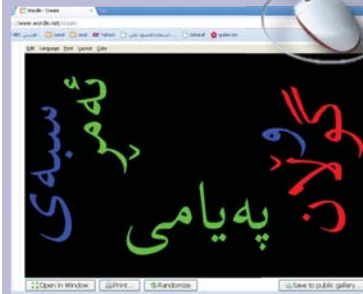 Wordle - Create
www.wordle.net/create
Edit Language Font Layout Color
گوڵان
و
پەیامی
ئەمڕ
سبەی
Open in Window Print... Randomize Save to public gallery...